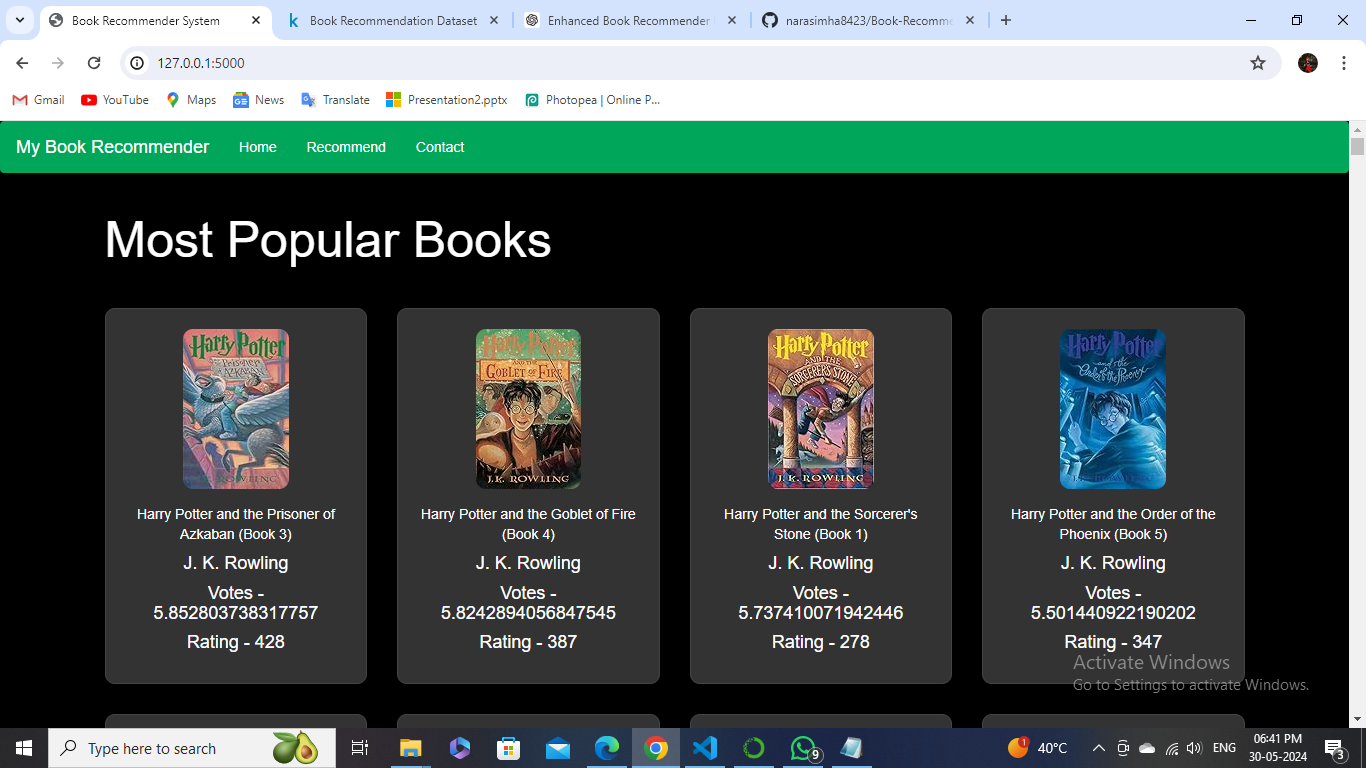 Book Recommender System
Book Recommendation Dataset
Enhanced Book Recommender
narasimha8423/Book-Recomme
127.0.0.1:5000
Gmail
YouTube
Maps
News
Translate
Presentation2.pptx
Photopea | Online P...
My Book Recommender
Home
Recommend
Contact
Most Popular Books
Harry Potter
and the
Prisoner
of AZKABAN
J.K. ROWLING
Harry Potter and the Prisoner of
Azkaban (Book 3)
J. K. Rowling
Votes -
5.852803738317757
Rating - 428
Harry Potter
AND THE
GOBLET OF FIRE
J.K. ROWLING
Harry Potter and the Goblet of Fire
(Book 4)
J. K. Rowling
Votes -
5.8242894056847545
Rating - 387
Harry Potter
AND THE
SORCERER'S STONE
J.K. ROWLING
Harry Potter and the Sorcerer's
Stone (Book 1)
J. K. Rowling
Votes -
5.737410071942446
Rating - 278
Harry Potter
and the
Order of the Phoenix
Harry Potter and the Order of the
Phoenix (Book 5)
J. K. Rowling
Votes -
5.501440922190202
Rating - 347
Activate Windows
Go to Settings to activate Windows.
Type here to search
9
1
40°C
ENG
06:41 PM
30-05-2024
3